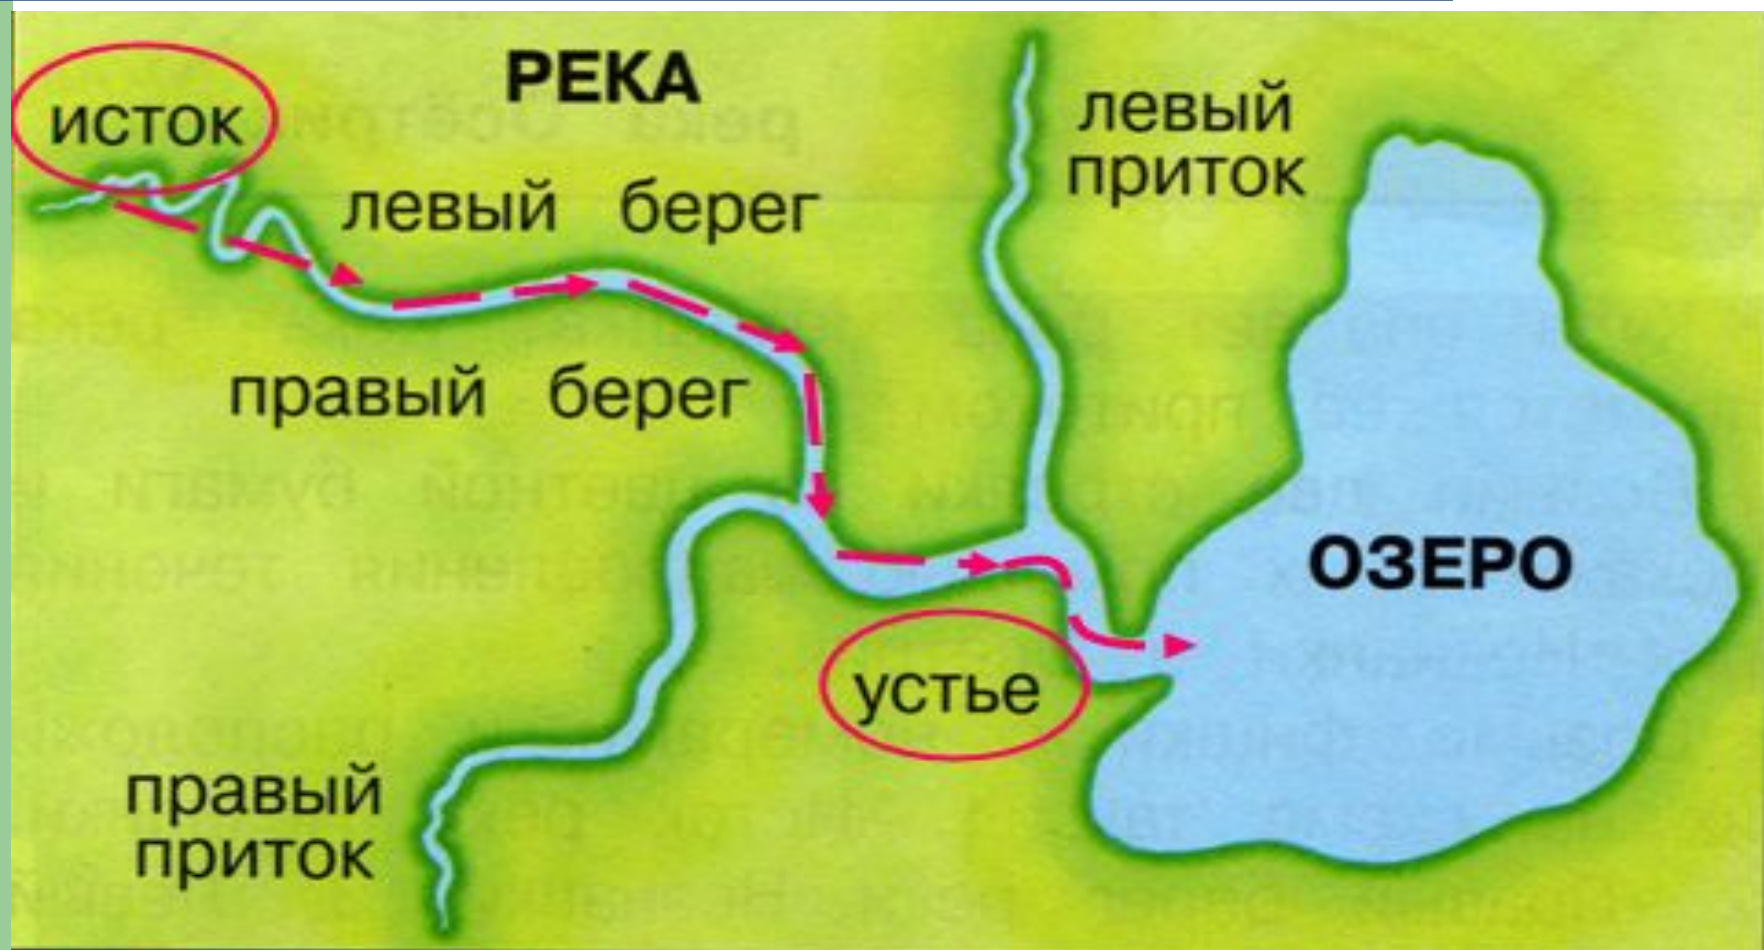 РЕКА
исток
левый берег
левый
приток
правый берег
ОЗЕРО
устье
правый
приток